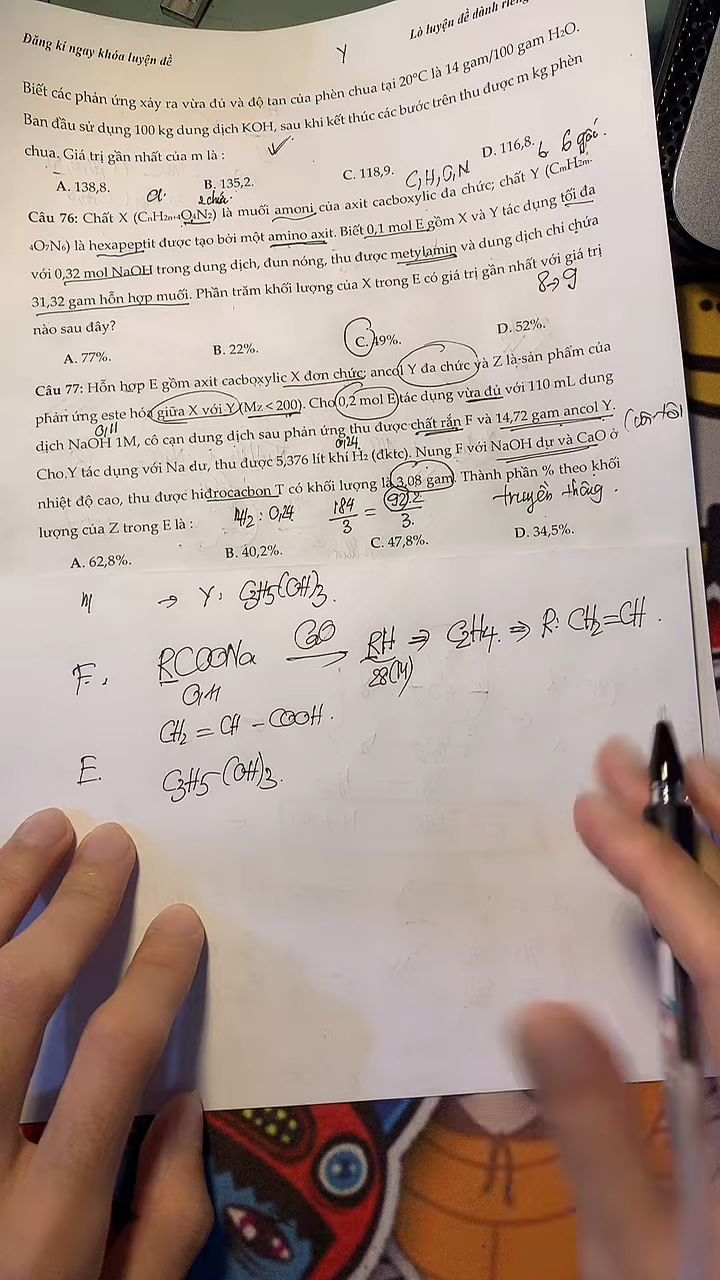 Đăng kí ngay khóa luyện đề
Lò luyện đề dành riêng
Y
Biết các phản ứng xảy ra vừa đủ và độ tan của phèn chua tại 20°C là 14 gam/100 gam H₂O.
Ban đầu sử dụng 100 kg dung dịch KOH, sau khi kết thúc các bước trên thu được m kg phèn
chua. Giá trị gần nhất của m là :
A. 138,8. B. 135,2. C. 118,9. D. 116,8.
6 gốc.
2 chức
C, H, O, N
Câu 76: Chất X (CₙH₂ₙ₊₄O₄N₂) là muối amoni của axit cacboxylic đa chức; chất Y (CₘH₂ₘ₋
₄O₇N₆) là hexapeptit được tạo bởi một amino axit. Biết 0,1 mol E gồm X và Y tác dụng tối đa
với 0,32 mol NaOH trong dung dịch, đun nóng, thu được metylamin và dung dịch chỉ chứa
31,32 gam hỗn hợp muối. Phần trăm khối lượng của X trong E có giá trị gần nhất với giá trị
nào sau đây?
8→9
A. 77%. B. 22%. C. 49%. D. 52%.
Câu 77: Hỗn hợp E gồm axit cacboxylic X đơn chức; ancol Y đa chức và Z là sản phẩm của
phản ứng este hóa giữa X với Y (Mz < 200). Cho 0,2 mol E tác dụng vừa đủ với 110 mL dung
0,11
dịch NaOH 1M, cô cạn dung dịch sau phản ứng thu được chất rắn F và 14,72 gam ancol Y.
0,24
Cho Y tác dụng với Na dư, thu được 5,376 lít khí H₂ (đktc). Nung F với NaOH dư và CaO ở
nhiệt độ cao, thu được hiđrocacbon T có khối lượng là 3,08 gam. Thành phần % theo khối
lượng của Z trong E là :
: 0,24 184/3 = 92.2/3.
truyền thống.
A. 62,8%. B. 40,2%. C. 47,8%. D. 34,5%.
→ Y: C₃H₅(OH)₃.
F, RCOONa CaO → RH ⇒ C₂H₄. ⇒ R: CH₂=CH.
0,11 28(14)
CH₂ = CH – COOH.
E. C₃H₅(OH)₃.